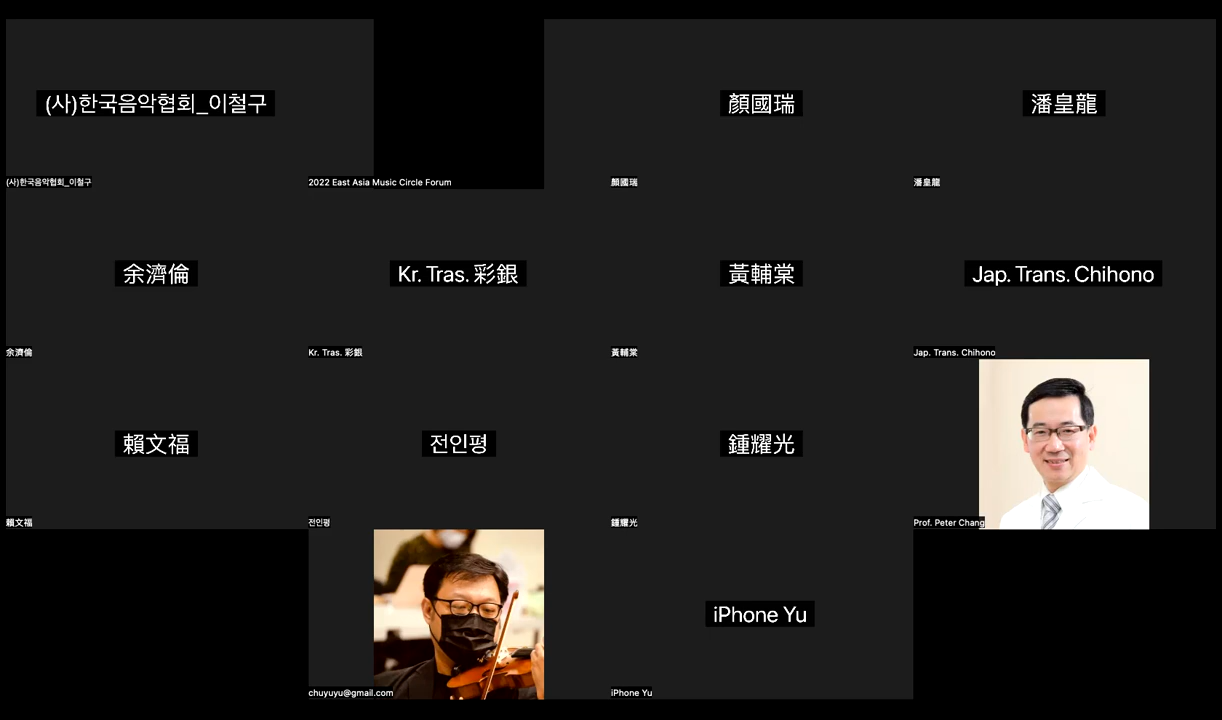 (사)한국음악협회_이철구
顏國瑞
潘皇龍
(사)한국음악협회_이철구
2022 East Asia Music Circle Forum
顏國瑞
潘皇龍
余濟倫
Kr. Tras. 彩銀
黃輔棠
Jap. Trans. Chihono
余濟倫
Kr. Tras. 彩銀
黃輔棠
Jap. Trans. Chihono
賴文福
전인평
鍾耀光
賴文福
전인평
鍾耀光
Prof. Peter Chang
iPhone Yu
chuyuyu@gmail.com
iPhone Yu